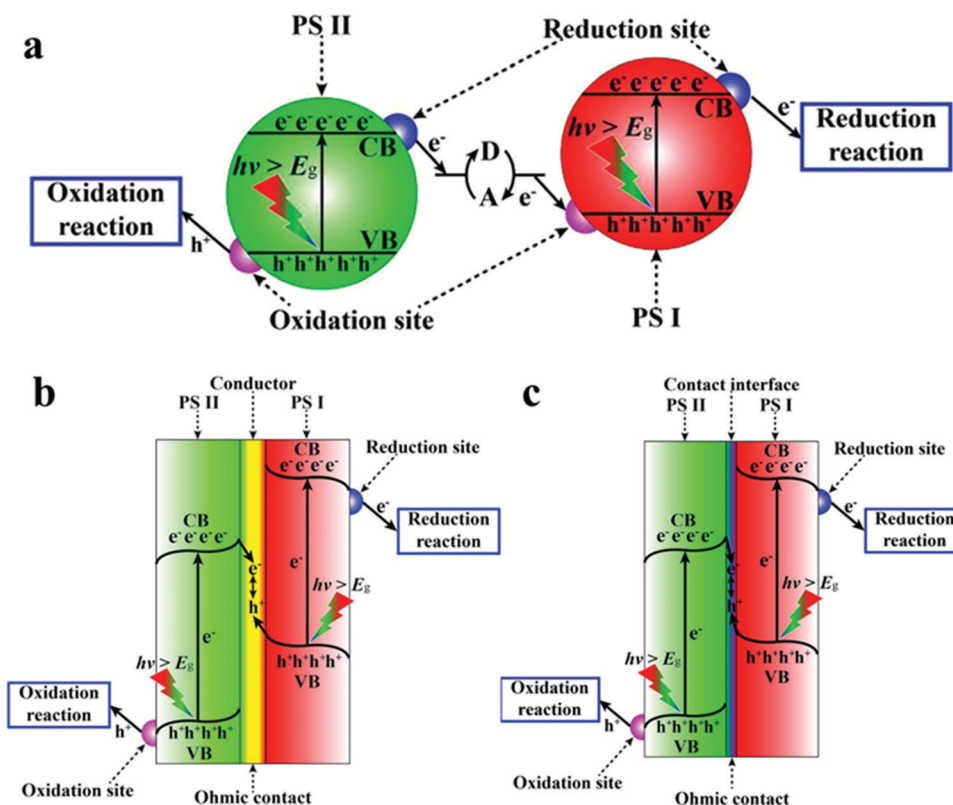 a
PS II
Reduction site
e⁻ e⁻ e⁻ e⁻ e⁻
CB
hν > Eg
VB
h⁺h⁺h⁺h⁺h⁺
Oxidation
reaction
h⁺
e⁻
D
A
e⁻
e⁻ e⁻ e⁻ e⁻ e⁻
CB
hν > Eg
VB
h⁺h⁺h⁺h⁺h⁺
e⁻
Reduction
reaction
Oxidation site
PS I
b
Conductor
PS II
PS I
CB
e⁻ e⁻ e⁻ e⁻
Reduction site
e⁻
Reduction
reaction
CB
e⁻ e⁻ e⁻ e⁻
e⁻
h⁺
e⁻
hν > Eg
e⁻
h⁺h⁺h⁺h⁺
VB
hν > Eg
Oxidation
reaction
h⁺
h⁺h⁺h⁺h⁺
VB
Oxidation site
Ohmic contact
c
Contact interface
PS II
PS I
CB
e⁻ e⁻ e⁻ e⁻
Reduction site
e⁻
Reduction
reaction
CB
e⁻ e⁻ e⁻ e⁻
e⁻
h⁺
e⁻
hν > Eg
e⁻
h⁺h⁺h⁺h⁺
VB
hν > Eg
Oxidation
reaction
h⁺
h⁺h⁺h⁺h⁺
VB
Oxidation site
Ohmic contact